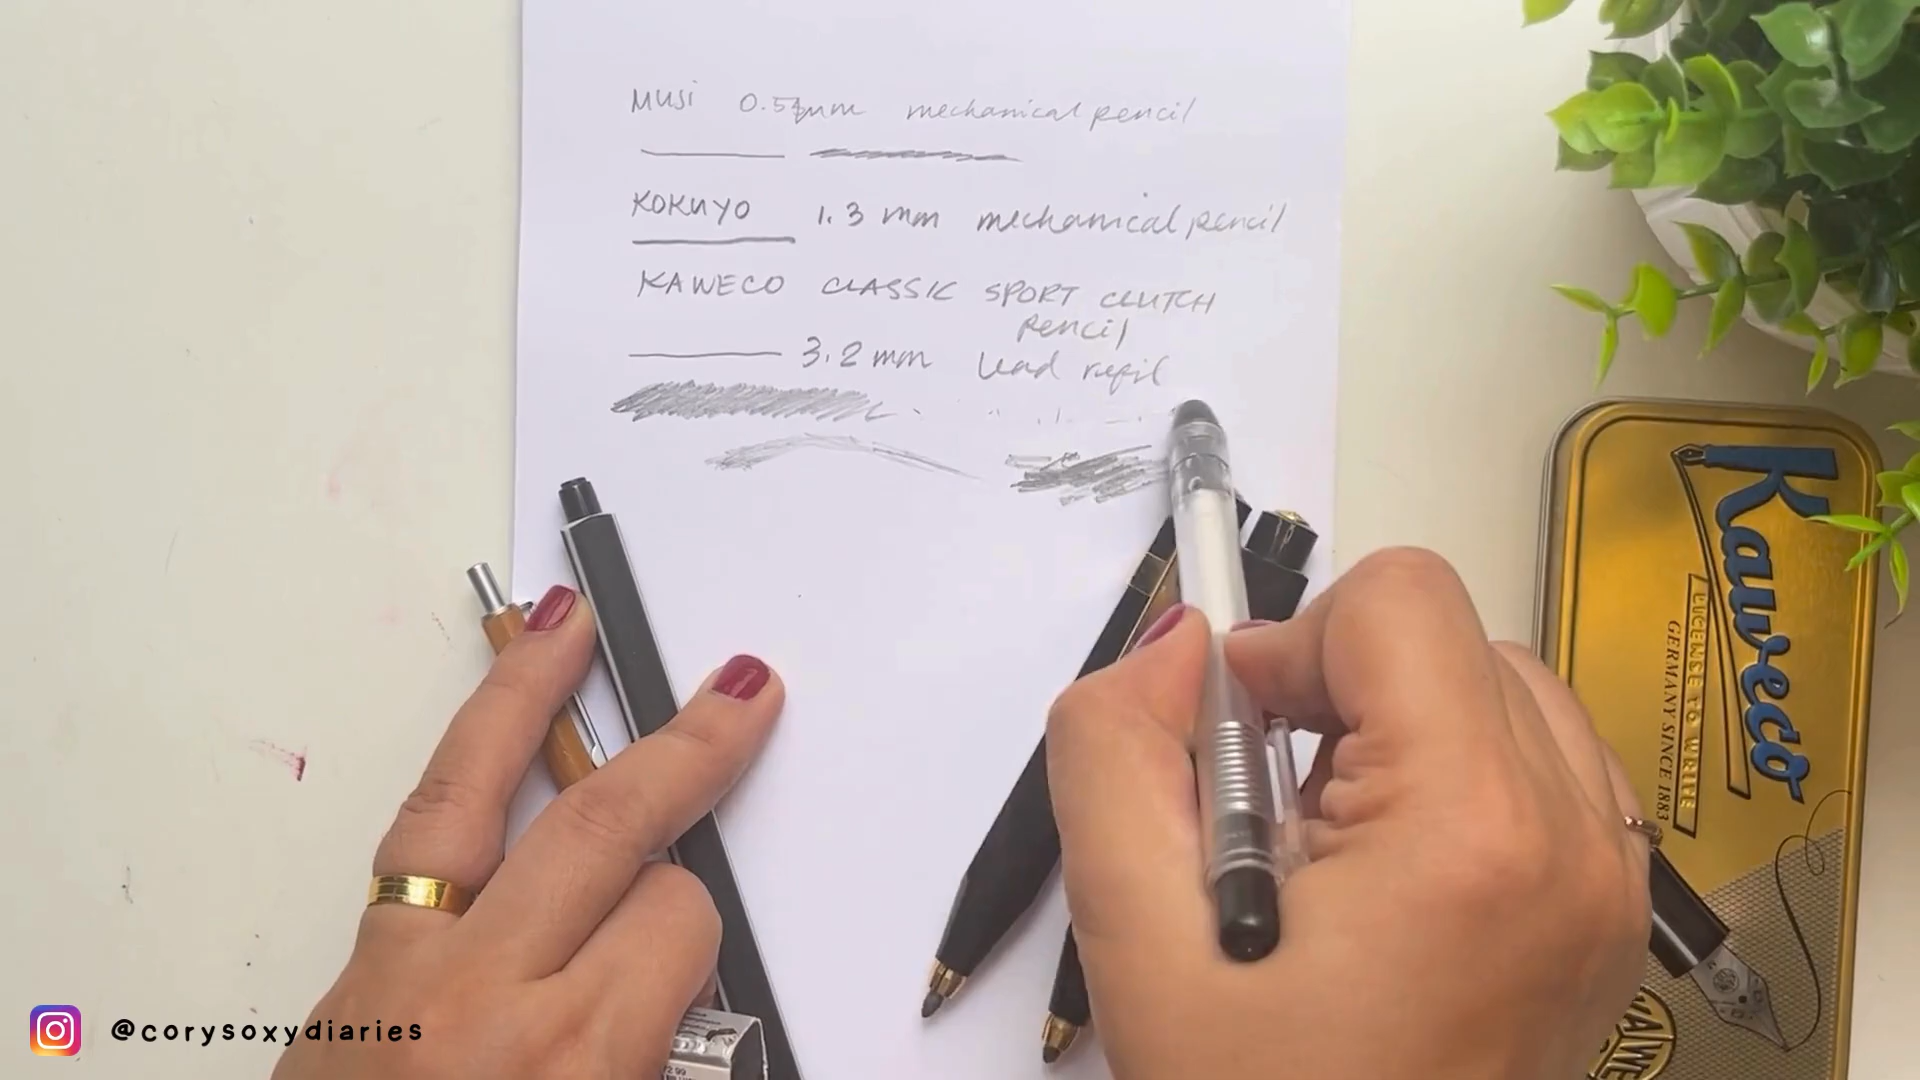 MUJI 0.5mm mechanical pencil
KOKUYO 1.3 mm mechanical pencil
KAWECO CLASSIC SPORT CLUTCH
pencil
3.2 mm lead refil
Kaweco
LICENSE TO WRITE
GERMANY SINCE 1883
@corysoxydiaries